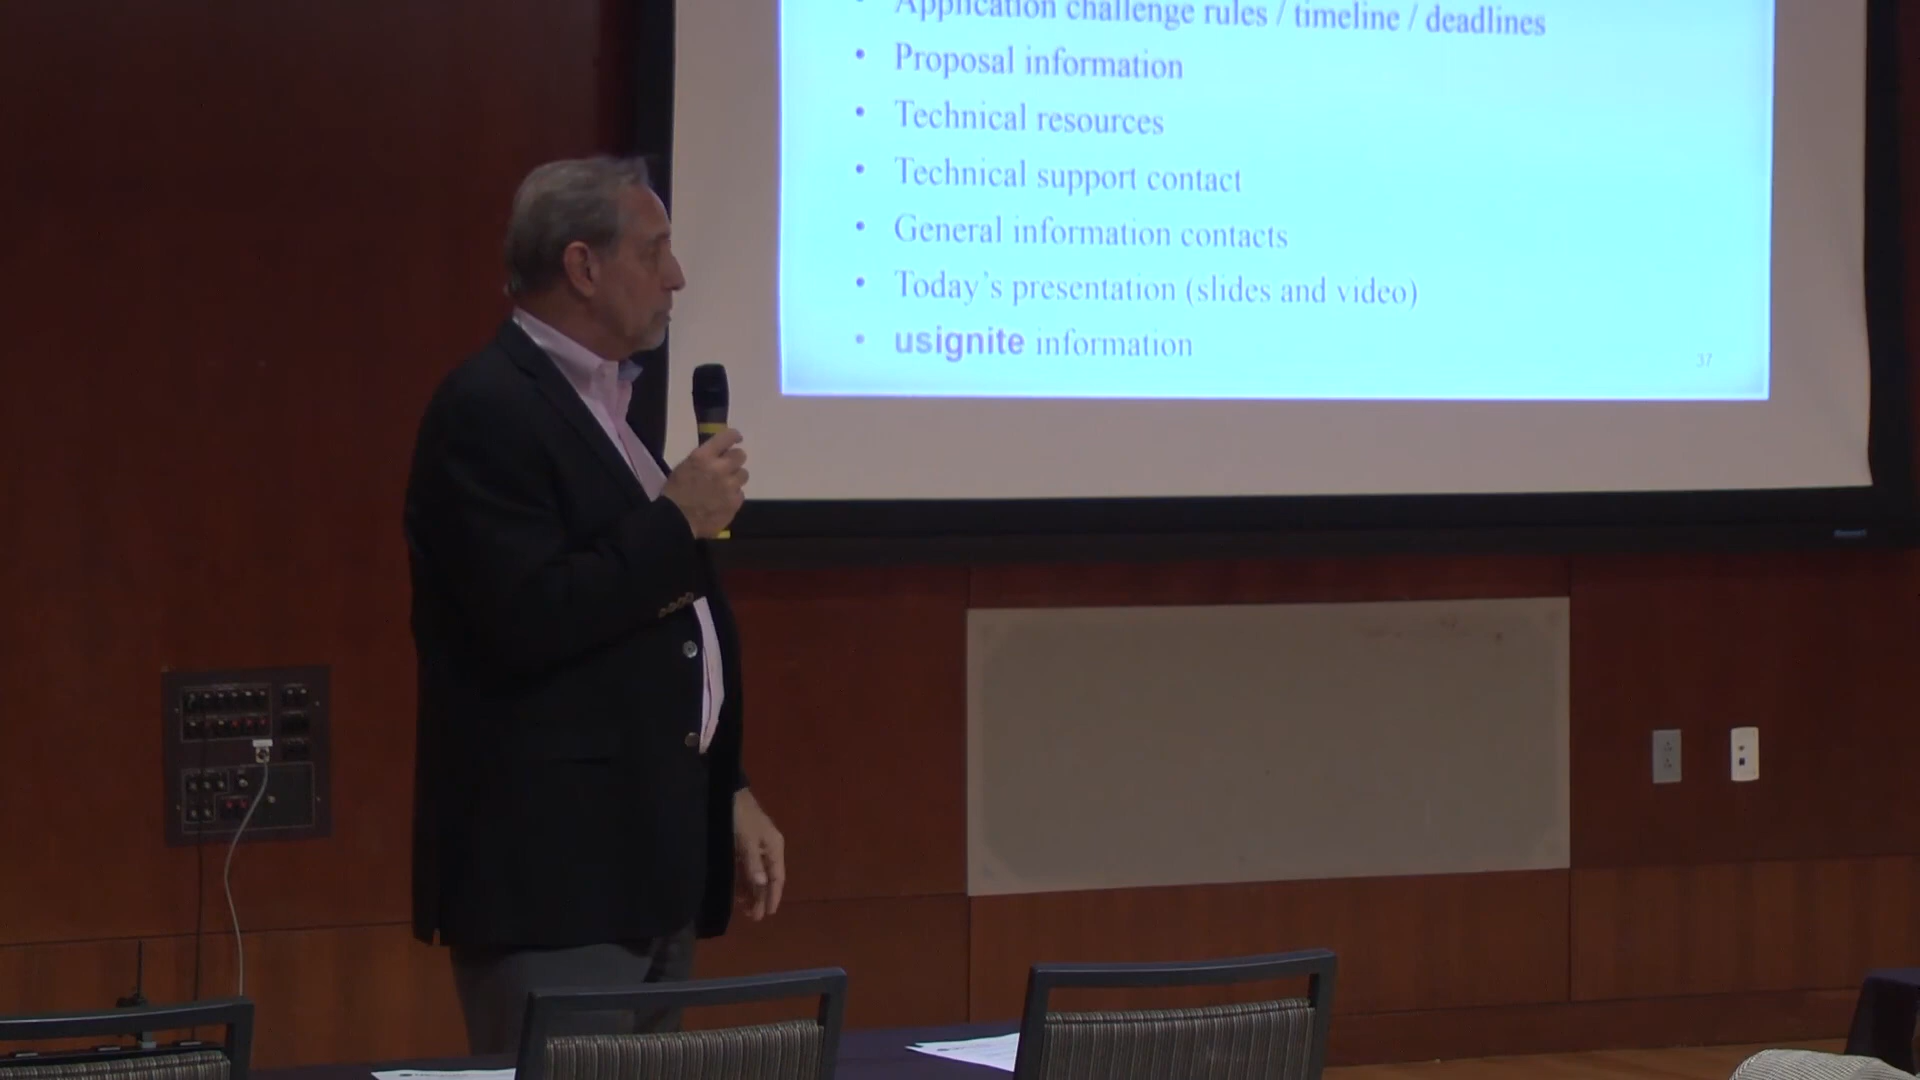 Application challenge rules / timeline / deadlines
• Proposal information
• Technical resources
• Technical support contact
• General information contacts
• Today's presentation (slides and video)
• usignite information
37